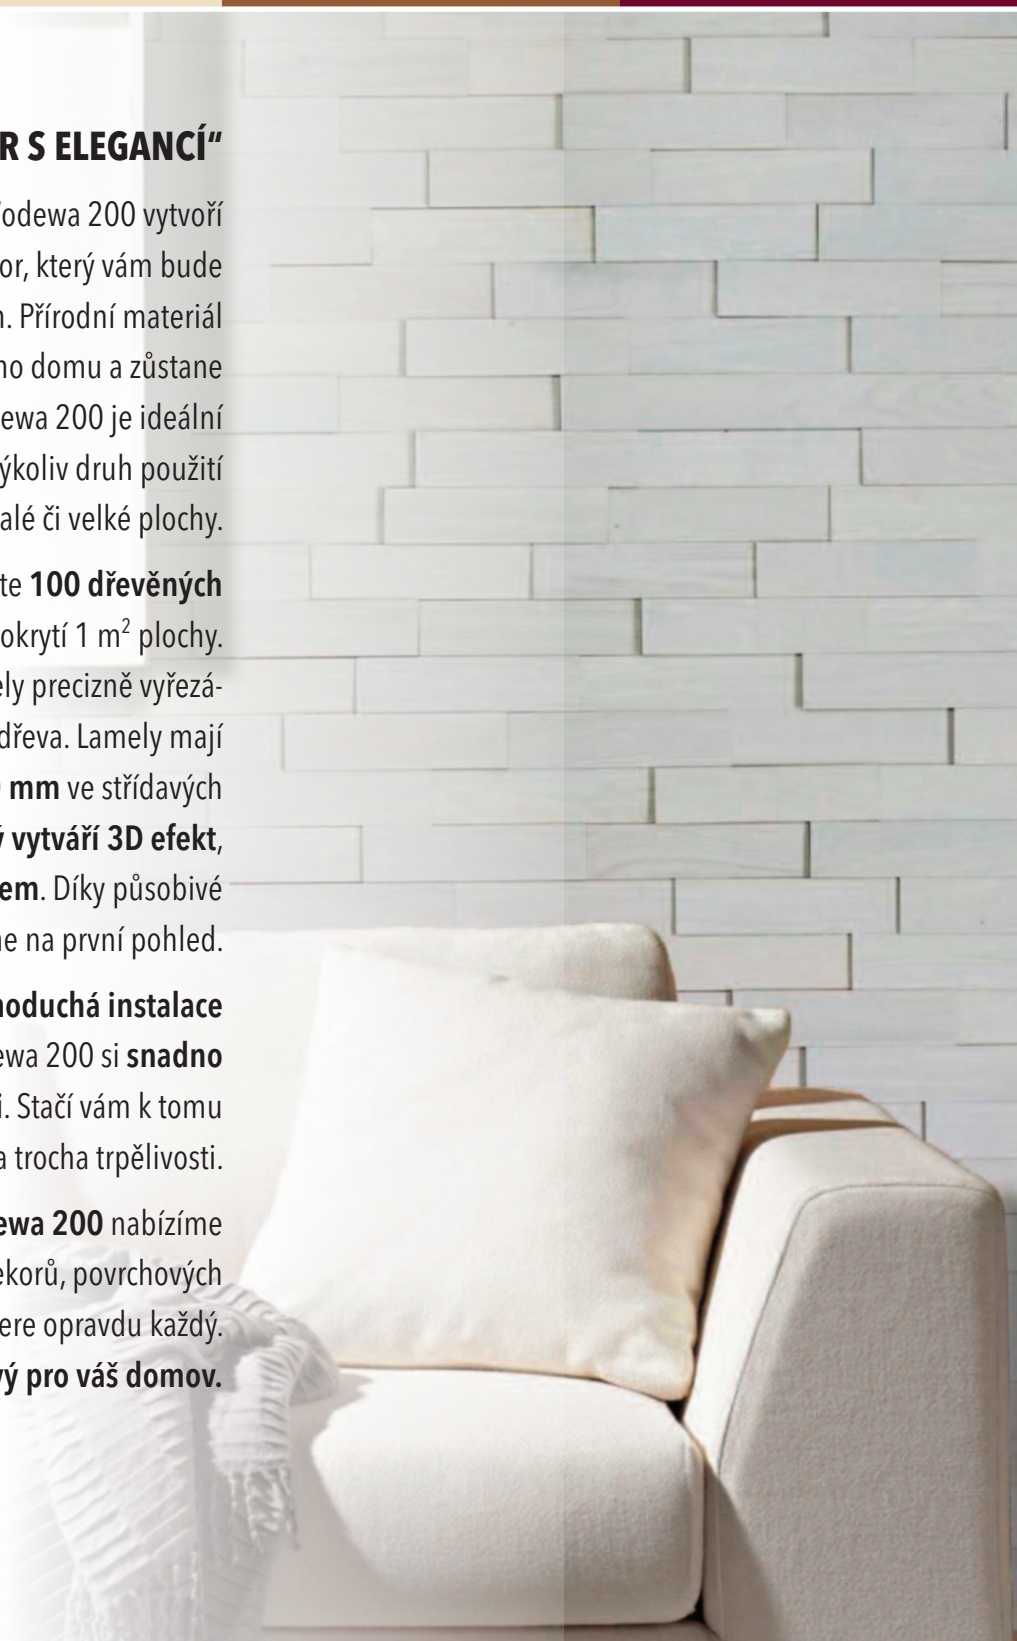 R S ELEGANCÍ“
odewa 200 vytvoří
or, který vám bude
. Přírodní materiál
ho domu a zůstane
ewa 200 je ideální
ýkoliv druh použití
alé či velké plochy.
te 100 dřevěných
okrytí 1 m² plochy.
ely precizně vyřezá-
dřeva. Lamely mají
mm ve střídavých
ý vytváří 3D efekt,
em. Díky působivé
ne na první pohled.
noduchá instalace
ewa 200 si snadno
i. Stačí vám k tomu
a trocha trpělivosti.
ewa 200 nabízíme
ekorů, povrchových
ere opravdu každý.
vý pro váš domov.